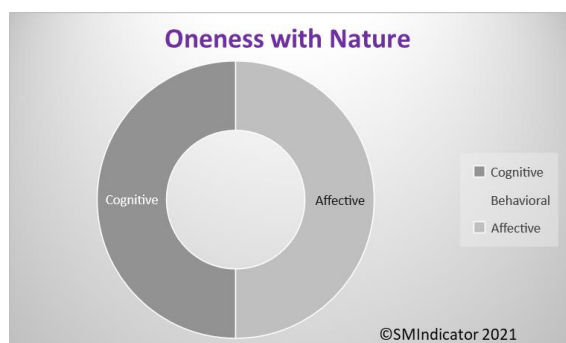 Oneness with Nature
Cognitive
Affective
Cognitive
Behavioral
Affective
©SMIndicator 2021